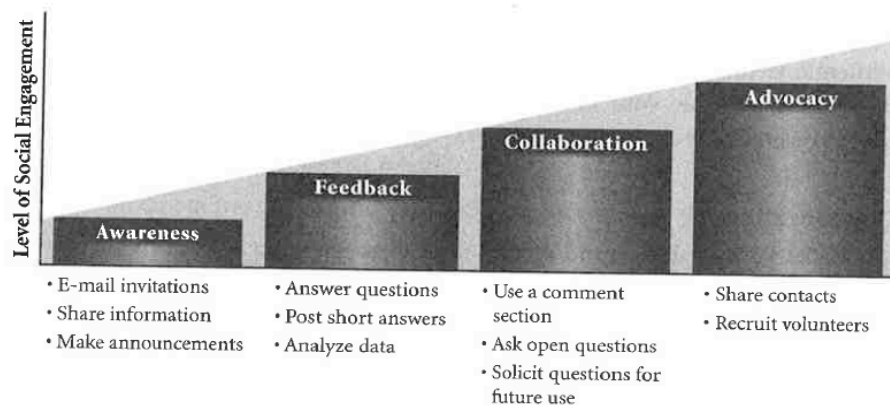 Level of Social Engagement
Awareness
Feedback
Collaboration
Advocacy
• E-mail invitations
• Share information
• Make announcements
• Answer questions
• Post short answers
• Analyze data
• Use a comment
section
• Ask open questions
• Solicit questions for
future use
• Share contacts
• Recruit volunteers